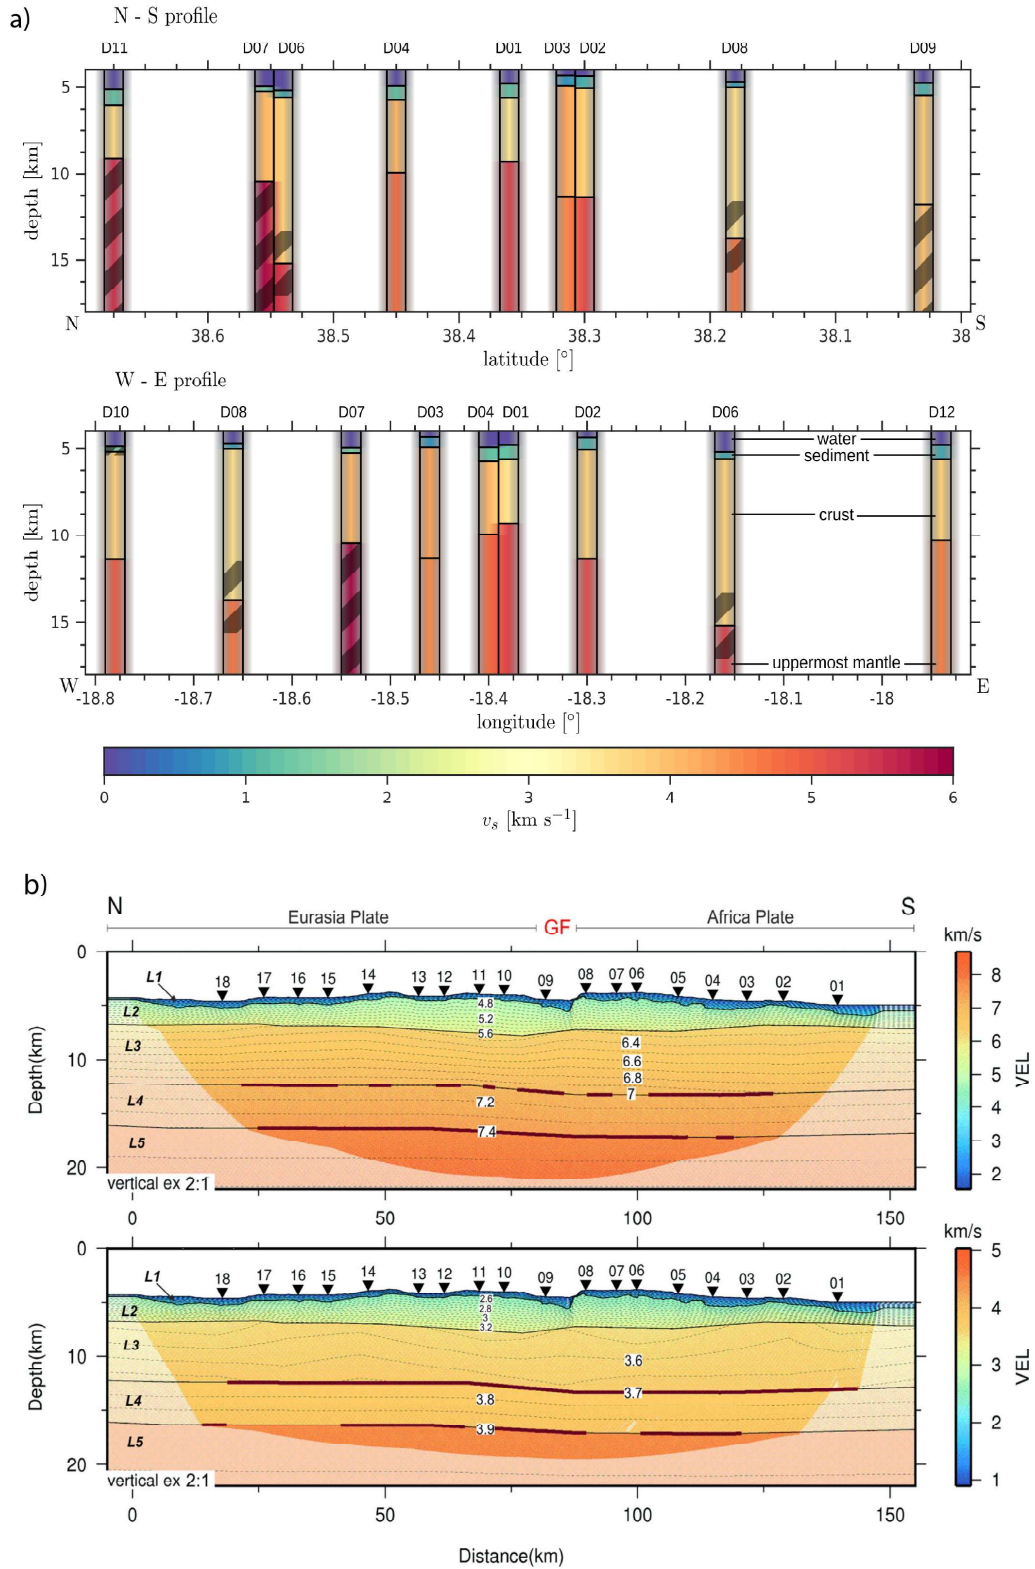 a)
N - S profile
D11 D07 D06 D04 D01 D03 D02 D08 D09
5
10
15
depth [km]
N S
38.6 38.5 38.4 38.3 38.2 38.1 38
latitude [°]
W - E profile
D10 D08 D07 D03 D04 D01 D02 D06 D12
5
10
15
depth [km]
water
sediment
crust
uppermost mantle
W E
-18.8 -18.7 -18.6 -18.5 -18.4 -18.3 -18.2 -18.1 -18
longitude [°]
0 1 2 3 4 5 6
vs [km s−1]
b)
N S
Eurasia Plate GF Africa Plate
km/s
0
10
20
Depth(km)
L1
18 17 16 15 14 13 12 11 10 09 08 07 06 05 04 03 02 01
L2
L3
L4
L5
4.8
5.2
5.6
6.4
6.6
6.8
7
7.2
7.4
vertical ex 2:1
0 50 100 150
8
7
6
5
4
3
2
VEL
km/s
0
10
20
Depth(km)
L1
18 17 16 15 14 13 12 11 10 09 08 07 06 05 04 03 02 01
L2
L3
L4
L5
2.6
2.8
3
3.2
3.6
3.7
3.8
3.9
vertical ex 2:1
0 50 100 150
Distance(km)
5
4
3
2
1
VEL